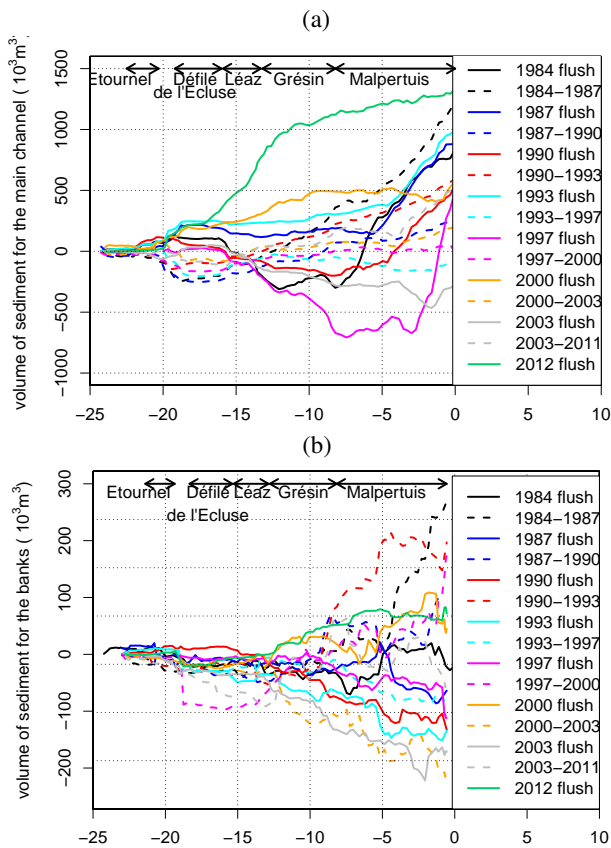 (a)
volume of sediment for the main channel ( 10³m³
1500
1000
500
0
−500
−1000
Etournel
Défilé
de l'Ecluse
Léaz
Grésin
Malpertuis
1984 flush
1984−1987
1987 flush
1987−1990
1990 flush
1990−1993
1993 flush
1993−1997
1997 flush
1997−2000
2000 flush
2000−2003
2003 flush
2003−2011
2012 flush
−25
−20
−15
−10
−5
0
5
10
(b)
volume of sediment for the banks ( 10³m³)
300
200
100
0
−100
−200
Etournel
Défilé
de l'Ecluse
Léaz
Grésin
Malpertuis
1984 flush
1984−1987
1987 flush
1987−1990
1990 flush
1990−1993
1993 flush
1993−1997
1997 flush
1997−2000
2000 flush
2000−2003
2003 flush
2003−2011
2012 flush
−25
−20
−15
−10
−5
0
5
10